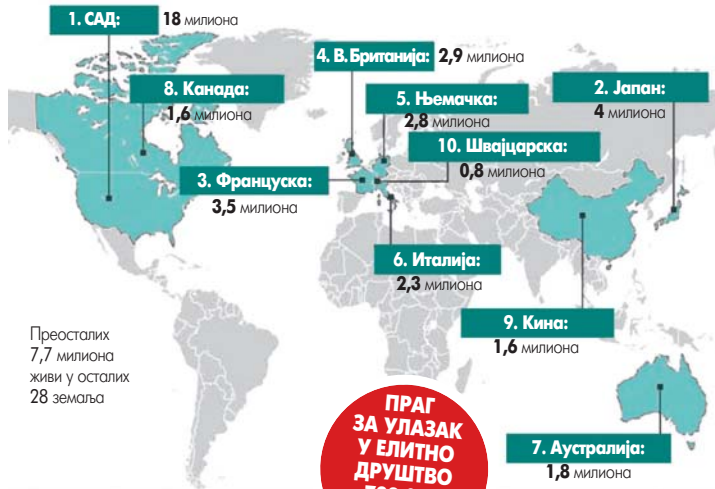 1. САД: 18 милиона
4. В.Британија: 2,9 милиона
8. Канада:
1,6 милиона
5. Њемачка:
2,8 милиона
2. Јапан:
4 милиона
10. Швајцарска:
0,8 милиона
3. Француска:
3,5 милиона
6. Италија:
2,3 милиона
9. Кина:
1,6 милиона
Преосталих
7,7 милиона
живи у осталих
28 земаља
ПРАГ
ЗА УЛАЗАК
У ЕЛИТНО
ДРУШТВО
7. Аустралија:
1,8 милиона